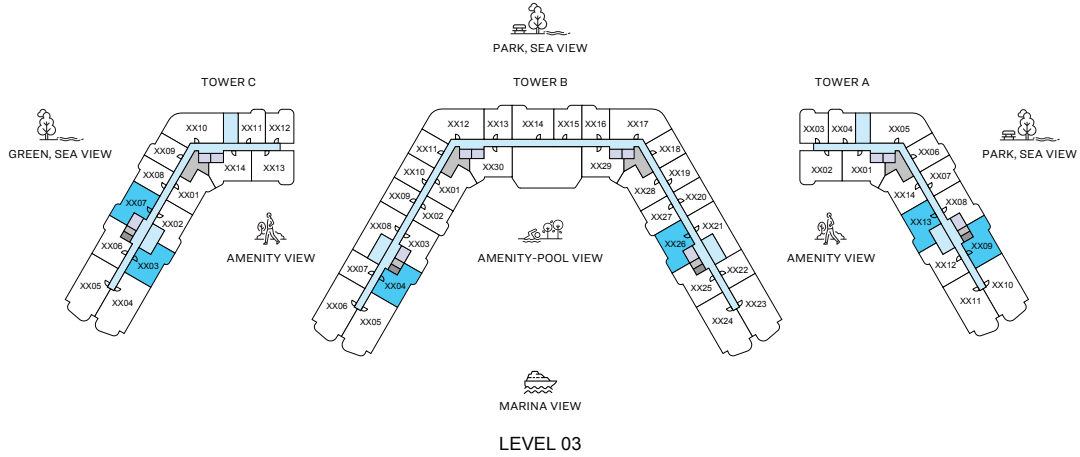 PARK, SEA VIEW
TOWER C
TOWER B
TOWER A
GREEN, SEA VIEW
PARK, SEA VIEW
XX10
XX11
XX12
XX09
XX08
XX07
XX06
XX05
XX04
XX03
XX02
XX01
XX14
XX13
AMENITY VIEW
XX12
XX13
XX14
XX15
XX16
XX17
XX11
XX10
XX09
XX08
XX07
XX06
XX05
XX04
XX03
XX02
XX01
XX30
XX29
XX28
XX27
XX26
XX25
XX24
XX18
XX19
XX20
XX21
XX22
XX23
AMENITY-POOL VIEW
XX03
XX04
XX05
XX02
XX01
XX06
XX07
XX08
XX09
XX10
XX14
XX13
XX12
XX11
AMENITY VIEW
MARINA VIEW
LEVEL 03